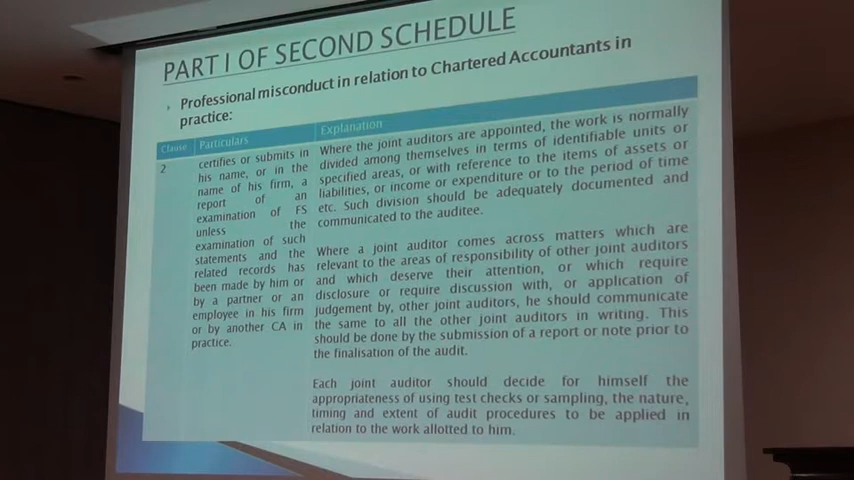 PART I OF SECOND SCHEDULE
Professional misconduct in relation to Chartered Accountants in
practice:
Clause
Particulars
Explanation
2
certifies or submits in
his name, or in the
name of his firm, a
report of an
examination of FS
unless the
examination of such
statements and the
related records has
been made by him or
by a partner or an
employee in his firm
or by another CA in
practice.
Where the joint auditors are appointed, the work is normally
divided among themselves in terms of identifiable units or
specified areas, or with reference to the items of assets or
liabilities, or income or expenditure or to the period of time
etc. Such division should be adequately documented and
communicated to the auditee.
Where a joint auditor comes across matters which are
relevant to the areas of responsibility of other joint auditors
and which deserve their attention, or which require
disclosure or require discussion with, or application of
judgement by, other joint auditors, he should communicate
the same to all the other joint auditors in writing. This
should be done by the submission of a report or note prior to
the finalisation of the audit.
Each joint auditor should decide for himself the
appropriateness of using test checks or sampling, the nature,
timing and extent of audit procedures to be applied in
relation to the work allotted to him.